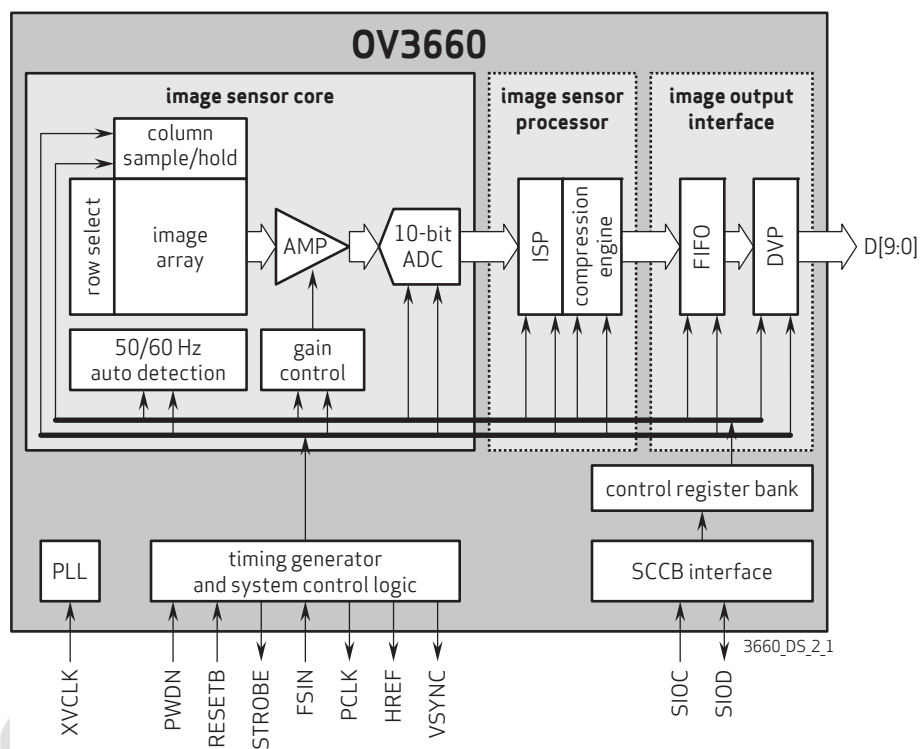 OV3660
image sensor core
column
sample/hold
row select
image
array
AMP
10-bit
ADC
50/60 Hz
auto detection
gain
control
image sensor
processor
ISP
compression
engine
image output
interface
FIFO
DVP
D[9:0]
control register bank
PLL
timing generator
and system control logic
SCCB interface
3660_DS_2_1
XVCLK
PWDN
RESETB
STROBE
FSIN
PCLK
HREF
VSYNC
SIOC
SIOD